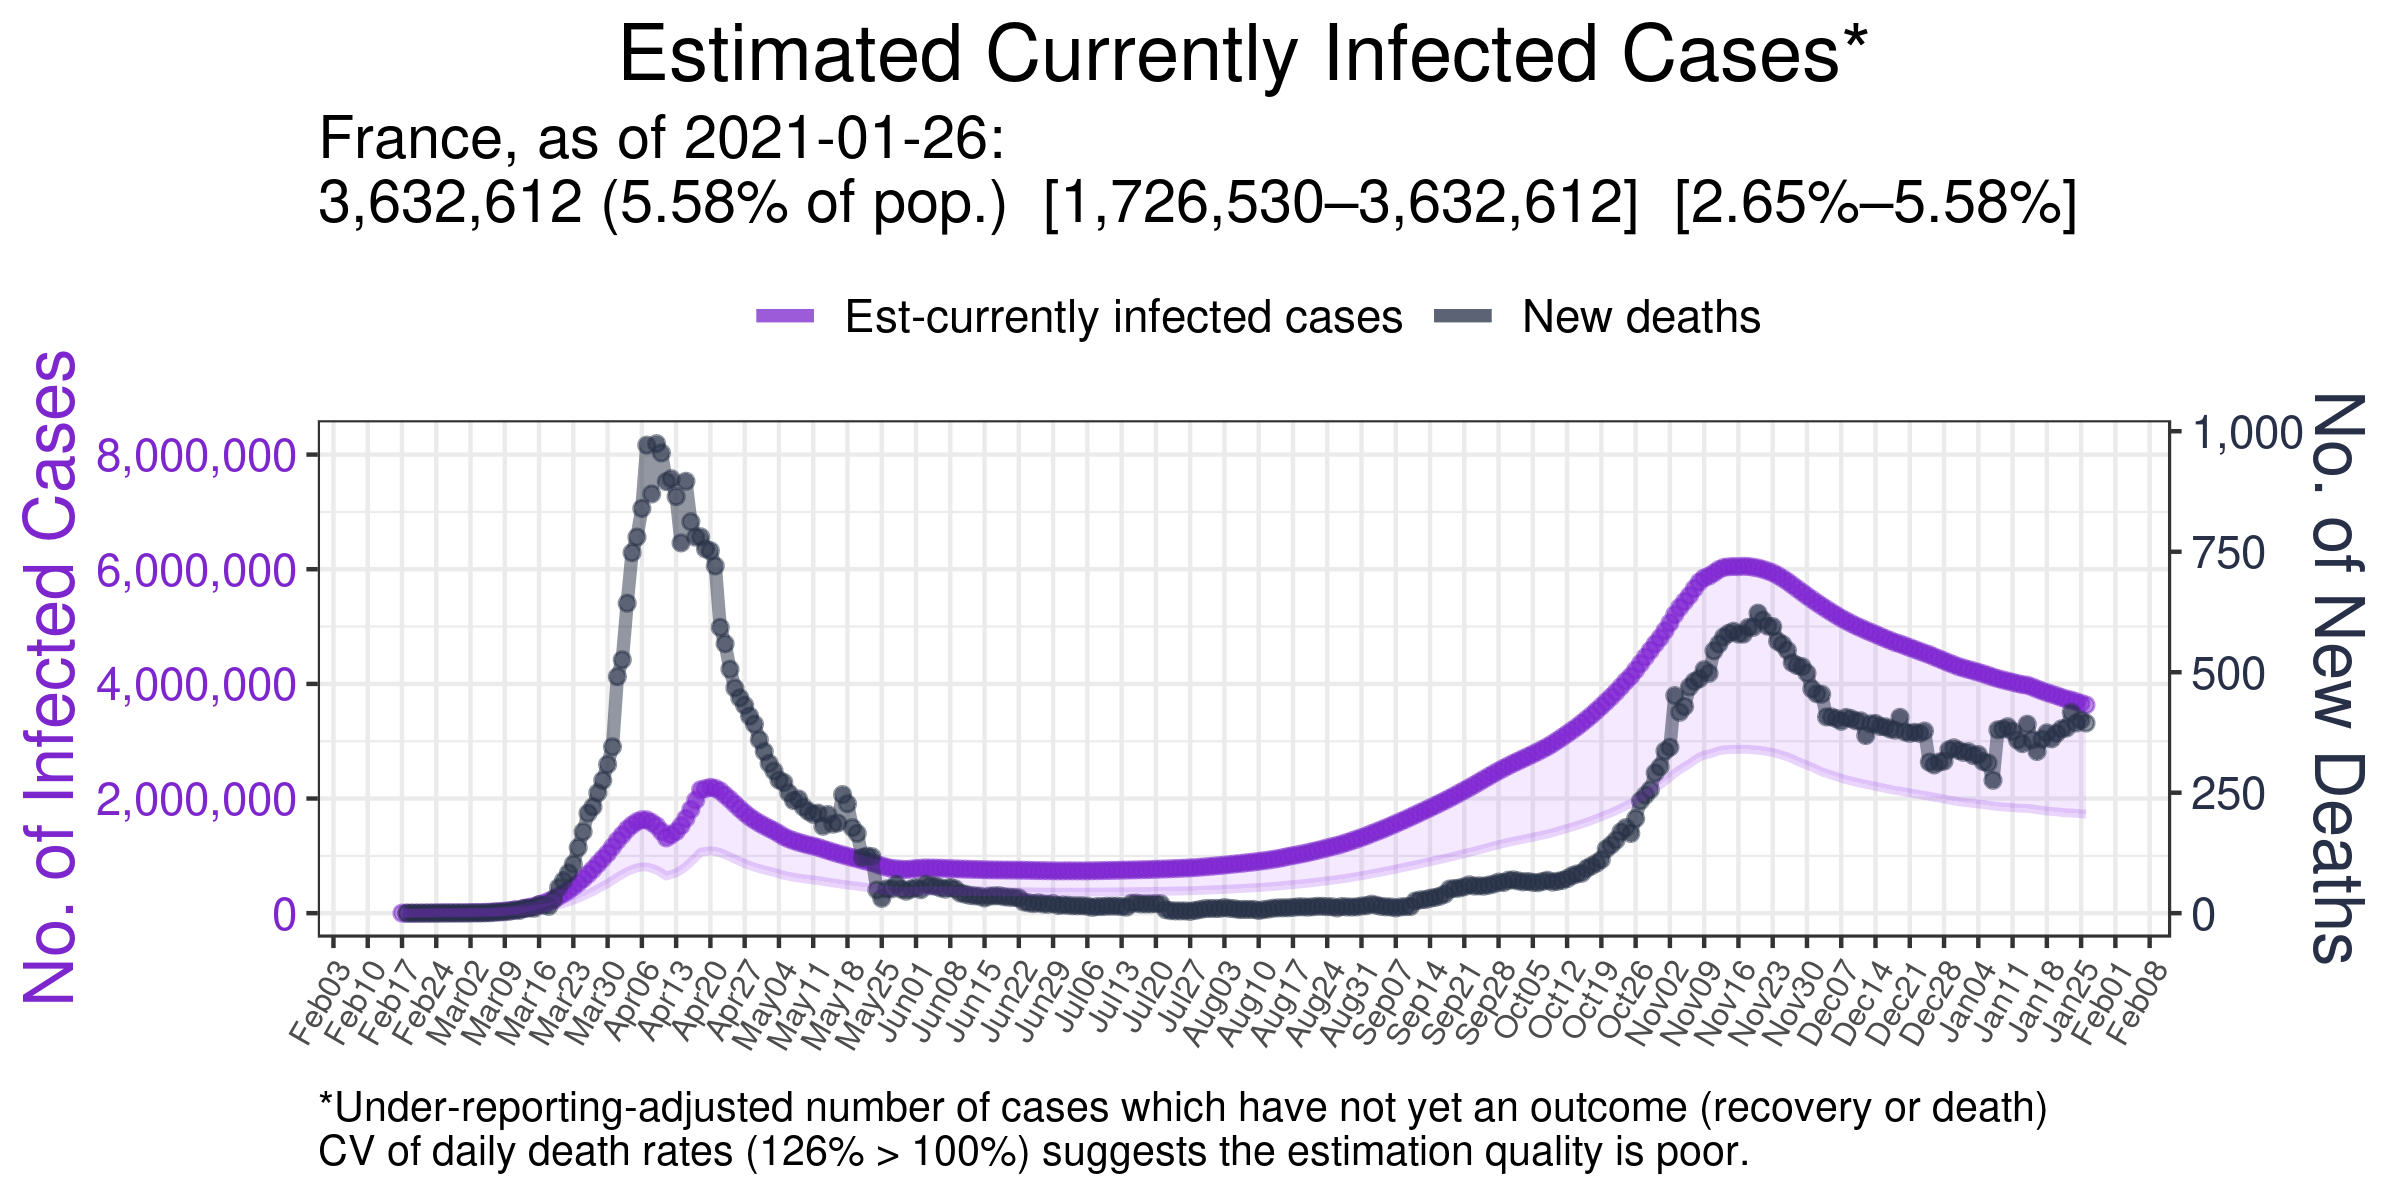 Estimated Currently Infected Cases*
France, as of 2021-01-26:
3,632,612 (5.58% of pop.) [1,726,530–3,632,612] [2.65%–5.58%]
Est-currently infected cases
New deaths
No. of Infected Cases
8,000,000
6,000,000
4,000,000
2,000,000
0
1,000
750
500
250
0
No. of New Deaths
Feb03
Feb10
Feb17
Feb24
Mar02
Mar09
Mar16
Mar23
Mar30
Apr06
Apr13
Apr20
Apr27
May04
May11
May18
May25
Jun01
Jun08
Jun15
Jun22
Jun29
Jul06
Jul13
Jul20
Jul27
Aug03
Aug10
Aug17
Aug24
Aug31
Sep07
Sep14
Sep21
Sep28
Oct05
Oct12
Oct19
Oct26
Nov02
Nov09
Nov16
Nov23
Nov30
Dec07
Dec14
Dec21
Dec28
Jan04
Jan11
Jan18
Jan25
Feb01
Feb08
*Under-reporting-adjusted number of cases which have not yet an outcome (recovery or death)
CV of daily death rates (126% > 100%) suggests the estimation quality is poor.